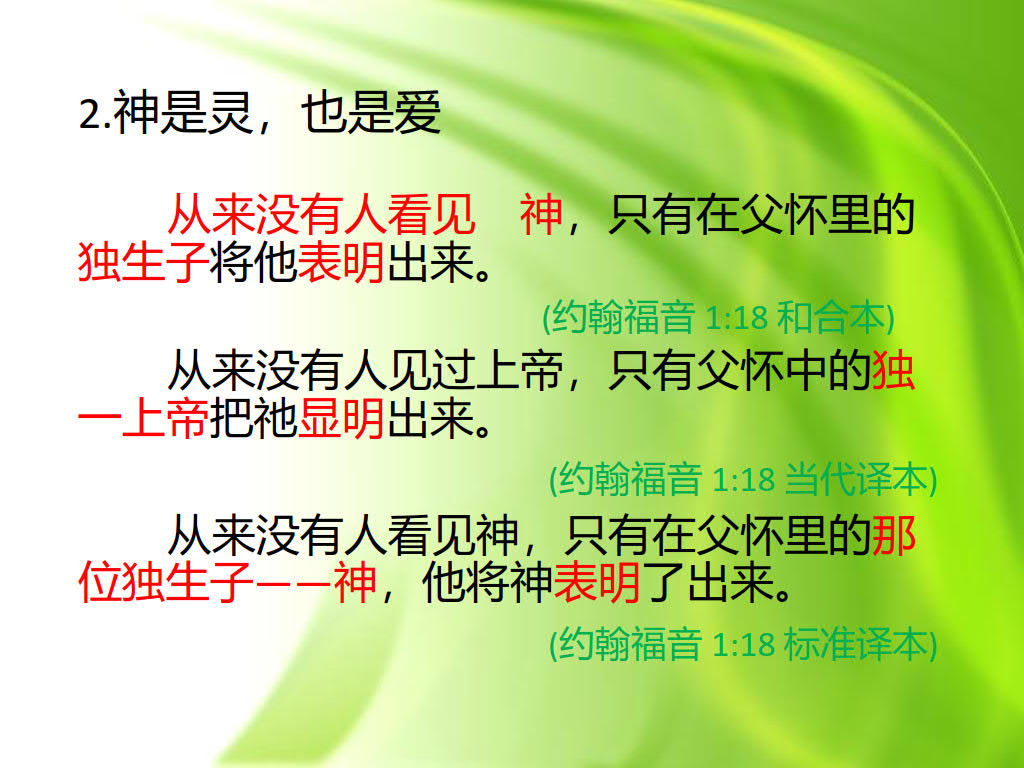 2.神是灵，也是爱
从来没有人看见　神，只有在父怀里的
独生子将他表明出来。
(约翰福音 1:18 和合本)
从来没有人见过上帝，只有父怀中的独
一上帝把祂显明出来。
(约翰福音 1:18 当代译本)
从来没有人看见神，只有在父怀里的那
位独生子——神，他将神表明了出来。
(约翰福音 1:18 标准译本)